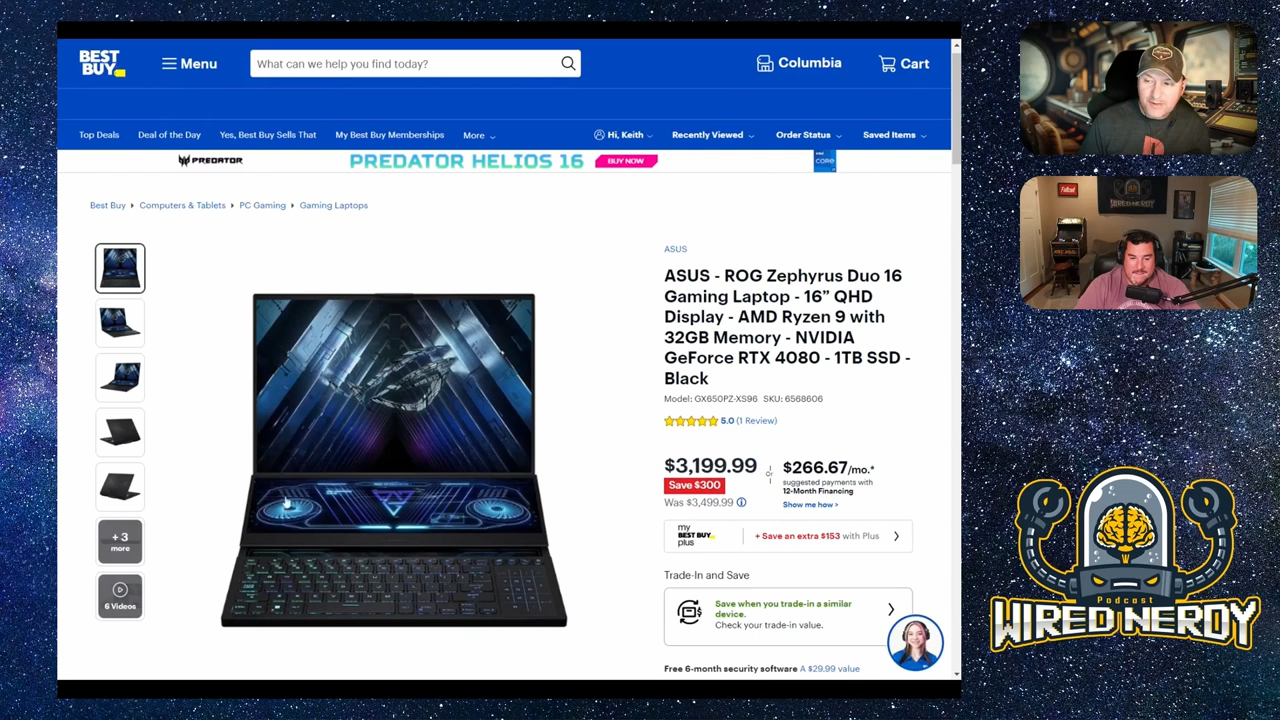 BEST
BUY
Menu
What can we help you find today?
Columbia
Cart
Top Deals
Deal of the Day
Yes, Best Buy Sells That
My Best Buy Memberships
More
Hi, Keith
Recently Viewed
Order Status
Saved Items
PREDATOR
PREDATOR HELIOS 16
BUY NOW
intel
CORE
Best Buy
Computers & Tablets
PC Gaming
Gaming Laptops
ASUS
ASUS - ROG Zephyrus Duo 16
Gaming Laptop - 16” QHD
Display - AMD Ryzen 9 with
32GB Memory - NVIDIA
GeForce RTX 4080 - 1TB SSD -
Black
Model: GX650PZ-XS96 SKU: 6568606
5.0 (1 Review)
$3,199.99
Save $300
Was $3,499.99
or
$266.67/mo.*
suggested payments with
12-Month Financing
Show me how >
my
BEST BUY
plus
+ Save an extra $153 with Plus
Trade-In and Save
Save when you trade-in a similar
device.
Check your trade-in value.
Free 6-month security software A $29.99 value
+ 3
more
6 Videos
Fallout
WIRED NERDY
Podcast
WIRED NERDY